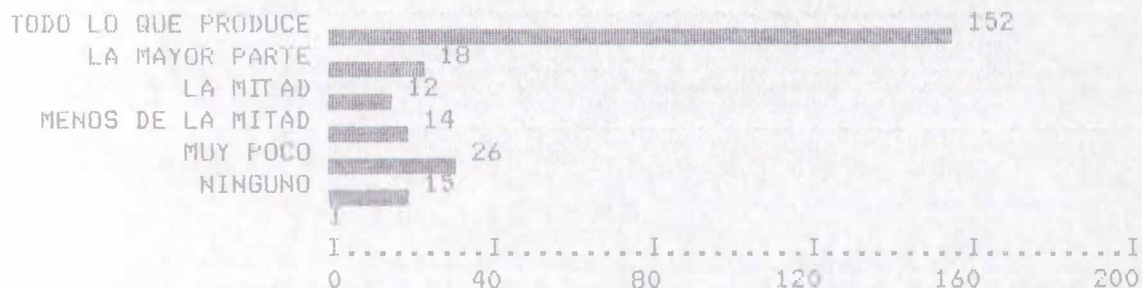 TODO LO QUE PRODUCE 152
LA MAYOR PARTE 18
LA MITAD 12
MENOS DE LA MITAD 14
MUY POCO 26
NINGUNO 15
I
I.........I.........I.........I.........I.........I
0 40 80 120 160 200